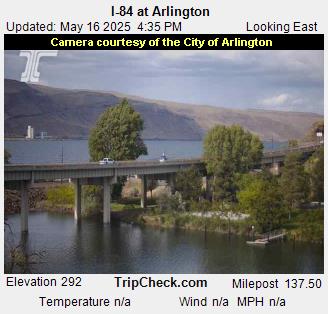 I-84 at Arlington
Updated: May 16 2025 4:35 PM Looking East
Camera courtesy of the City of Arlington
Elevation 292 TripCheck.com Milepost 137.50
Temperature n/a Wind n/a MPH n/a